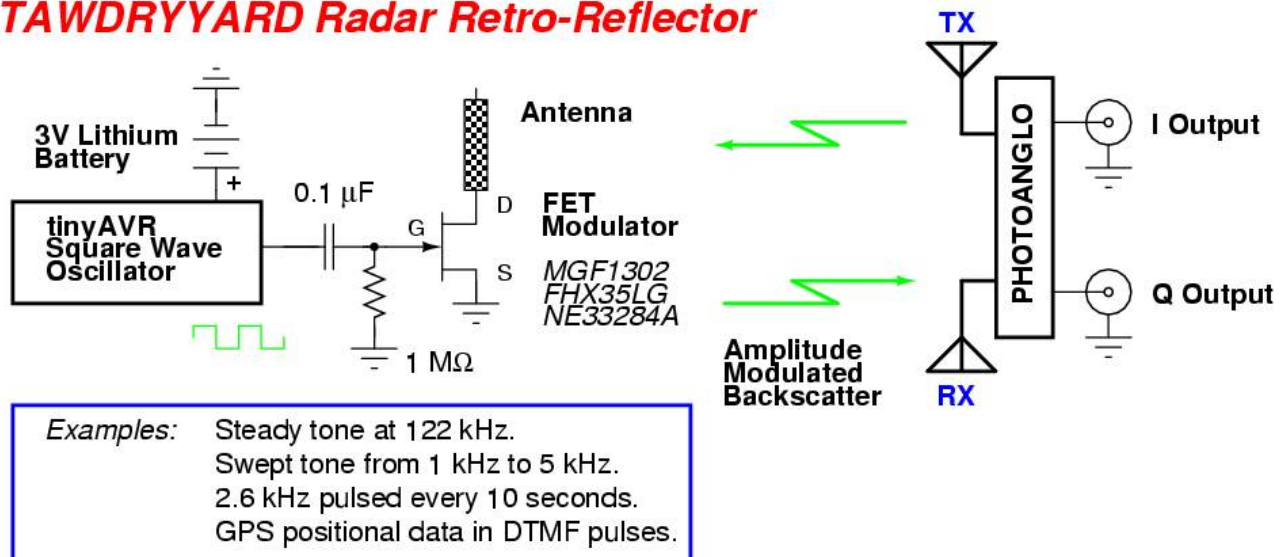 TAWDRYYARD Radar Retro-Reflector
TX
3V Lithium
Battery
+
0.1 μF
Antenna
I Output
PHOTOANGLO
tinyAVR
Square Wave
Oscillator
G
D
S
FET
Modulator
MGF1302
FHX35LG
NE33284A
Q Output
1 MΩ
Amplitude
Modulated
Backscatter
RX
Examples: Steady tone at 122 kHz.
Swept tone from 1 kHz to 5 kHz.
2.6 kHz pulsed every 10 seconds.
GPS positional data in DTMF pulses.